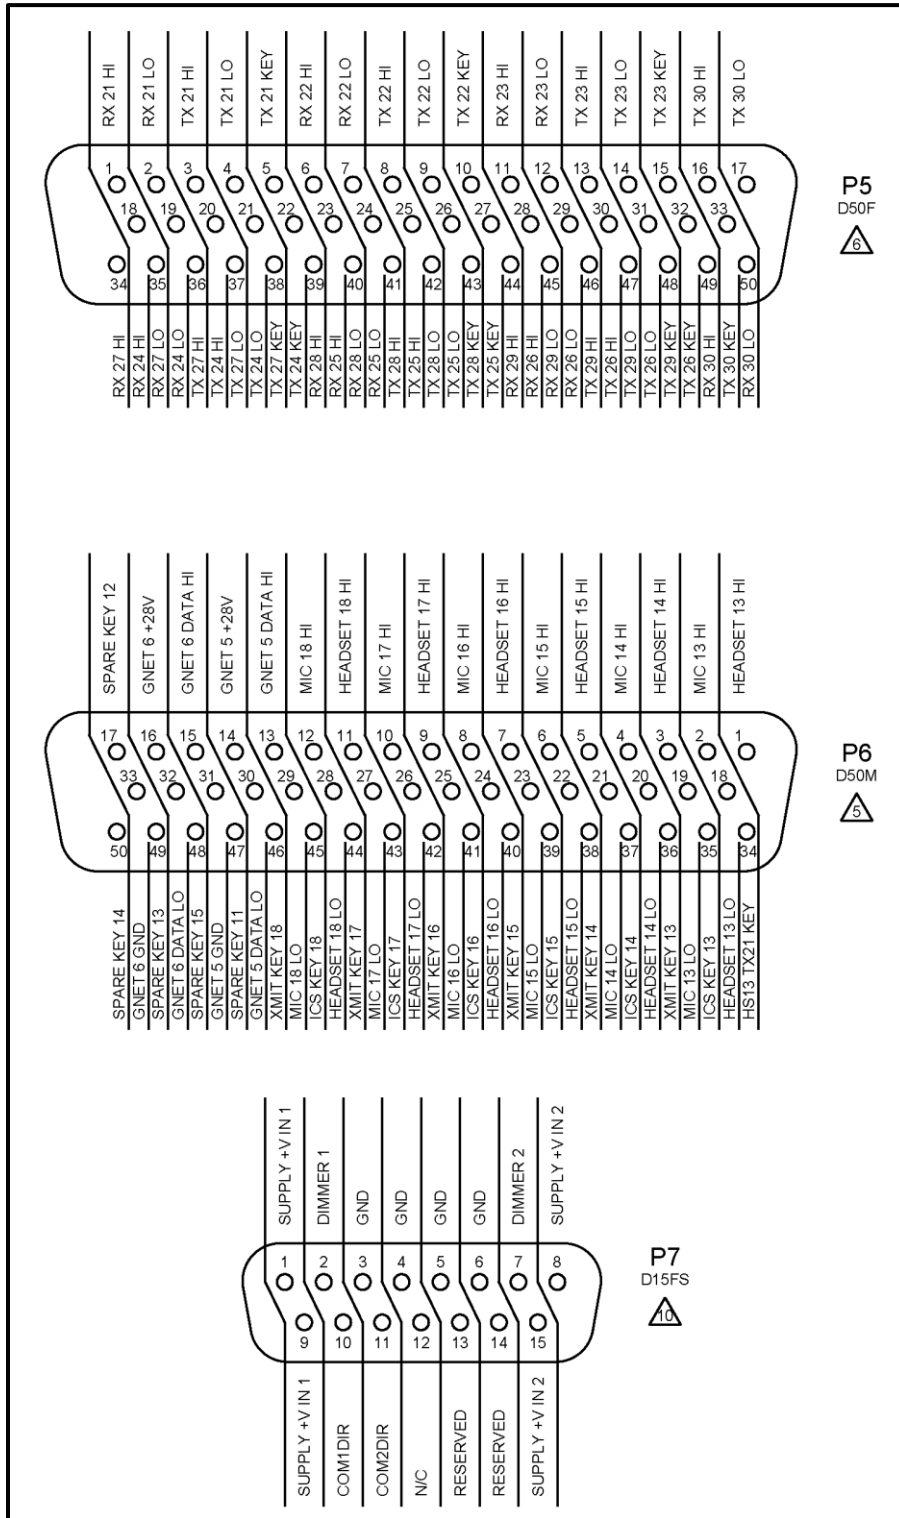 RX 21 HI
RX 21 LO
TX 21 HI
TX 21 LO
TX 21 KEY
RX 22 HI
RX 22 LO
TX 22 HI
TX 22 LO
TX 22 KEY
RX 23 HI
RX 23 LO
TX 23 HI
TX 23 LO
TX 23 KEY
TX 30 HI
TX 30 LO
1 2 3 4 5 6 7 8 9 10 11 12 13 14 15 16 17
18 19 20 21 22 23 24 25 26 27 28 29 30 31 32 33
34 35 36 37 38 39 40 41 42 43 44 45 46 47 48 49 50
P5
D50F
6
RX 27 HI
RX 24 HI
RX 27 LO
RX 24 LO
TX 27 HI
TX 24 HI
TX 27 LO
TX 24 LO
TX 27 KEY
TX 24 KEY
RX 28 HI
RX 25 HI
RX 28 LO
RX 25 LO
TX 28 HI
TX 25 HI
TX 28 LO
TX 25 LO
TX 28 KEY
TX 25 KEY
RX 29 HI
RX 26 HI
RX 29 LO
RX 26 LO
TX 29 HI
TX 26 HI
TX 29 LO
TX 26 LO
TX 29 KEY
TX 26 KEY
RX 30 HI
TX 30 KEY
RX 30 LO
SPARE KEY 12
GNET 6 +28V
GNET 6 DATA HI
GNET 5 +28V
GNET 5 DATA HI
MIC 18 HI
HEADSET 18 HI
MIC 17 HI
HEADSET 17 HI
MIC 16 HI
HEADSET 16 HI
MIC 15 HI
HEADSET 15 HI
MIC 14 HI
HEADSET 14 HI
MIC 13 HI
HEADSET 13 HI
17 16 15 14 13 12 11 10 9 8 7 6 5 4 3 2 1
33 32 31 30 29 28 27 26 25 24 23 22 21 20 19 18
50 49 48 47 46 45 44 43 42 41 40 39 38 37 36 35 34
P6
D50M
5
SPARE KEY 14
GNET 6 GND
SPARE KEY 13
GNET 6 DATA LO
SPARE KEY 15
GNET 5 GND
SPARE KEY 11
GNET 5 DATA LO
XMIT KEY 18
MIC 18 LO
ICS KEY 18
HEADSET 18 LO
XMIT KEY 17
MIC 17 LO
ICS KEY 17
HEADSET 17 LO
XMIT KEY 16
MIC 16 LO
ICS KEY 16
HEADSET 16 LO
XMIT KEY 15
MIC 15 LO
ICS KEY 15
HEADSET 15 LO
XMIT KEY 14
MIC 14 LO
ICS KEY 14
HEADSET 14 LO
XMIT KEY 13
MIC 13 LO
ICS KEY 13
HEADSET 13 LO
HS13 TX21 KEY
SUPPLY +V IN 1
DIMMER 1
GND
GND
GND
GND
DIMMER 2
SUPPLY +V IN 2
1 2 3 4 5 6 7 8
9 10 11 12 13 14 15
P7
D15FS
10
SUPPLY +V IN 1
COM1DIR
COM2DIR
N/C
RESERVED
RESERVED
SUPPLY +V IN 2